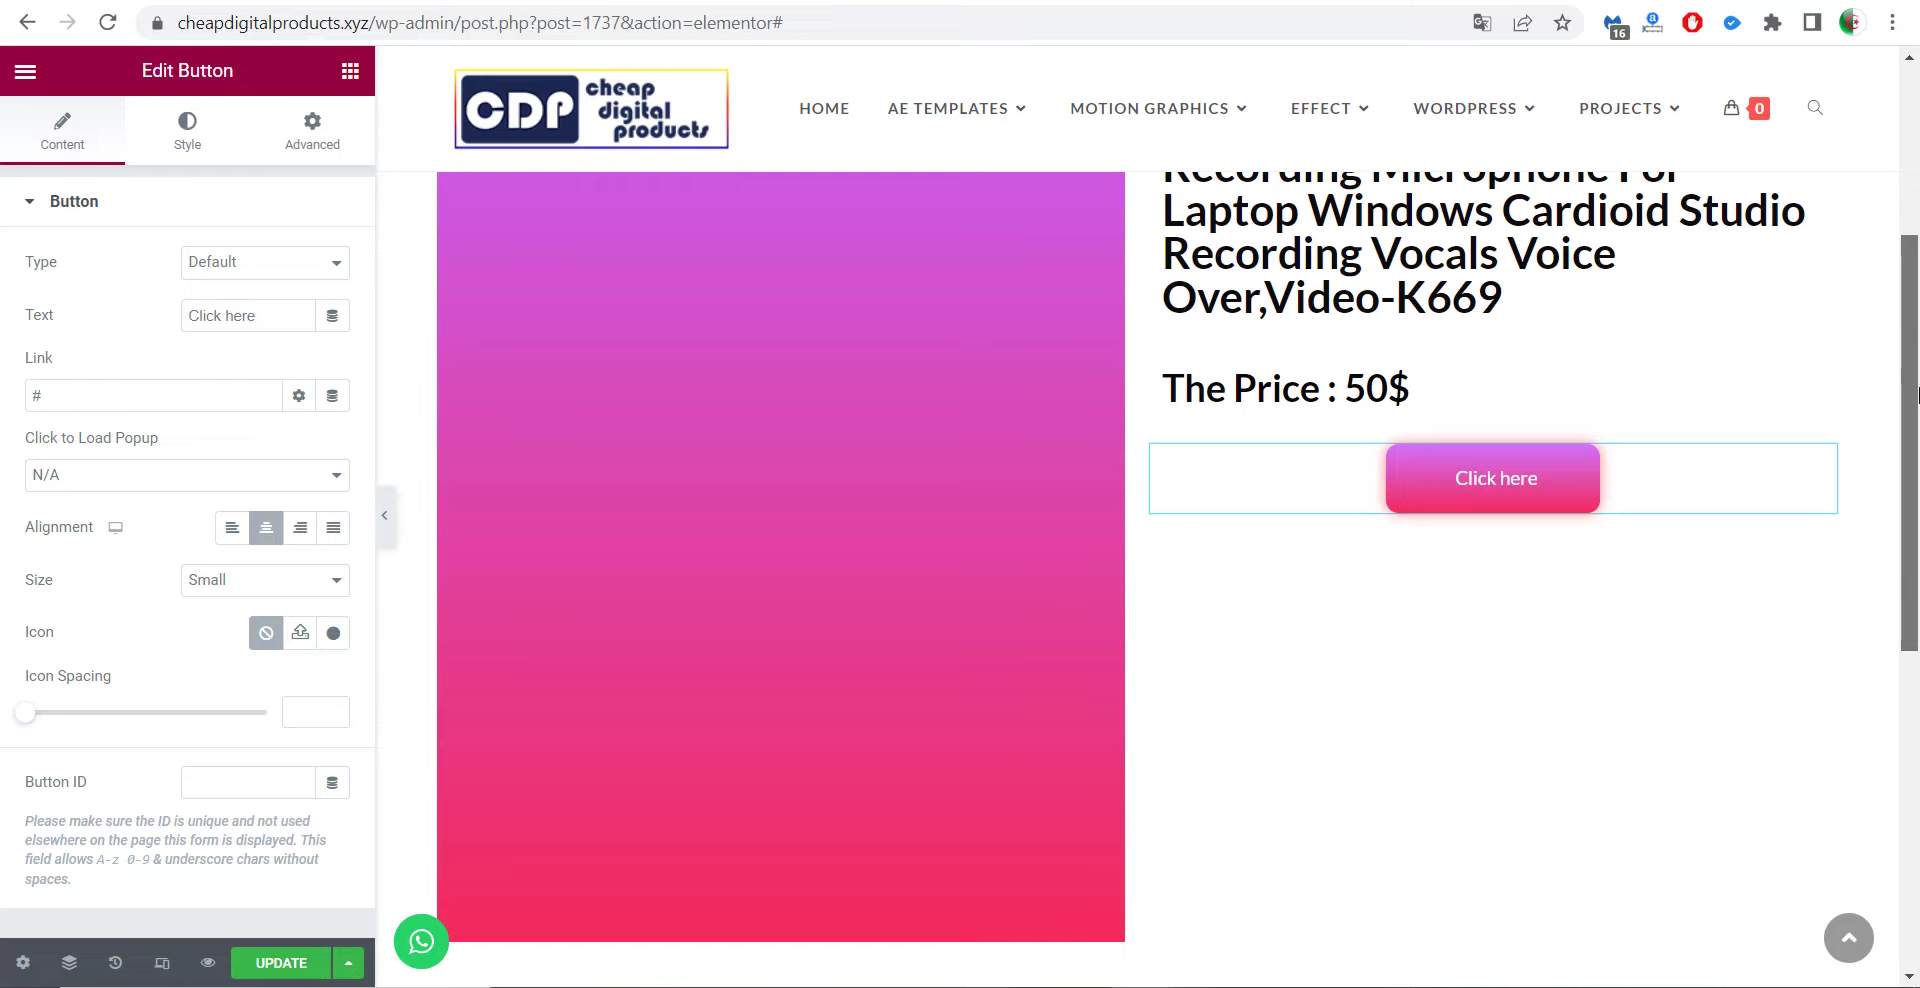 cheapdigitalproducts.xyz/wp-admin/post.php?post=1737&action=elementor#
16
Edit Button
Content
Style
Advanced
Button
Type
Default
Text
Click here
Link
#
Click to Load Popup
N/A
Alignment
Size
Small
Icon
Icon Spacing
Button ID
Please make sure the ID is unique and not used
elsewhere on the page this form is displayed. This
field allows A-z 0-9 & underscore chars without
spaces.
UPDATE
CDP cheap
digital
products
HOME
AE TEMPLATES
MOTION GRAPHICS
EFFECT
WORDPRESS
PROJECTS
0
Recording Microphone For
Laptop Windows Cardioid Studio
Recording Vocals Voice
Over,Video-K669
The Price : 50$
Click here